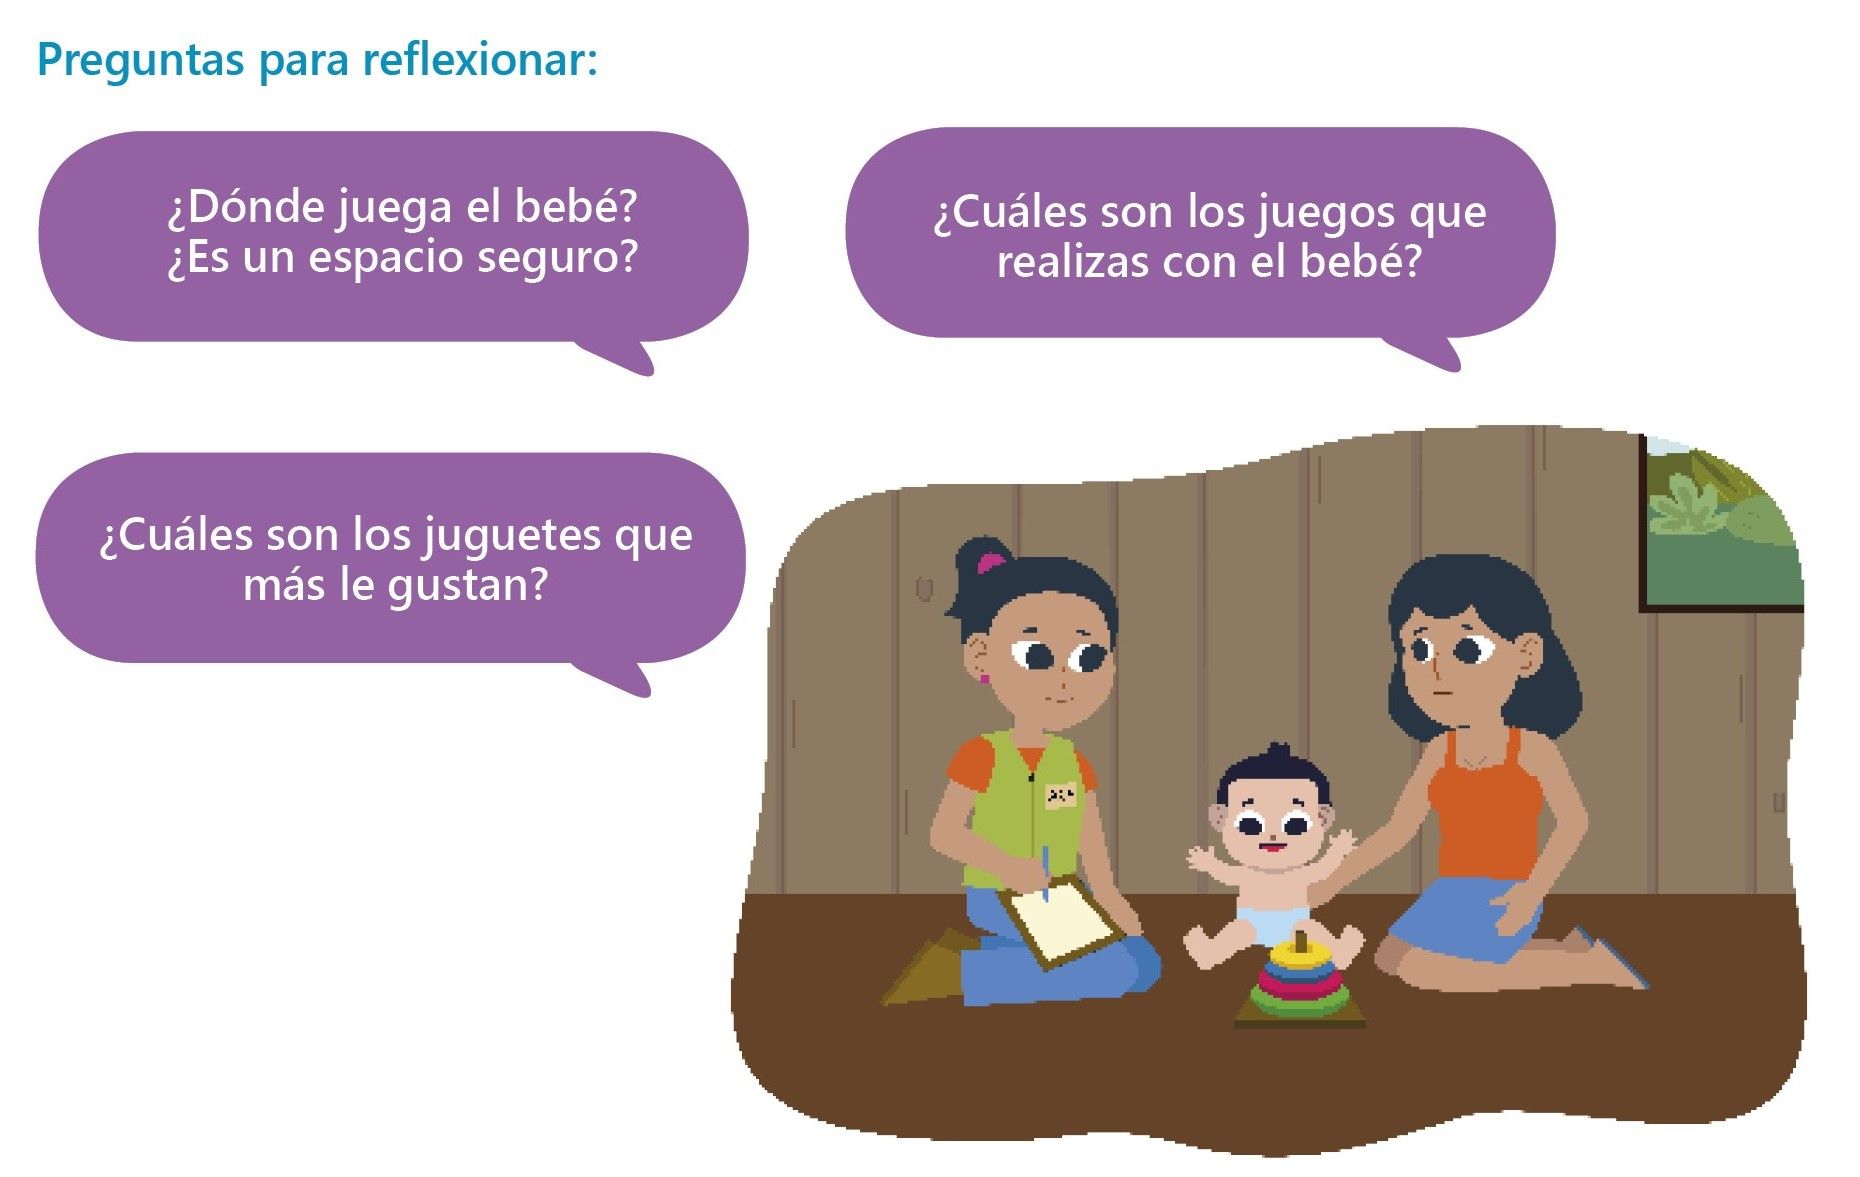 Preguntas para reflexionar:
¿Dónde juega el bebé?
¿Es un espacio seguro?
¿Cuáles son los juegos que
realizas con el bebé?
¿Cuáles son los juguetes que
más le gustan?